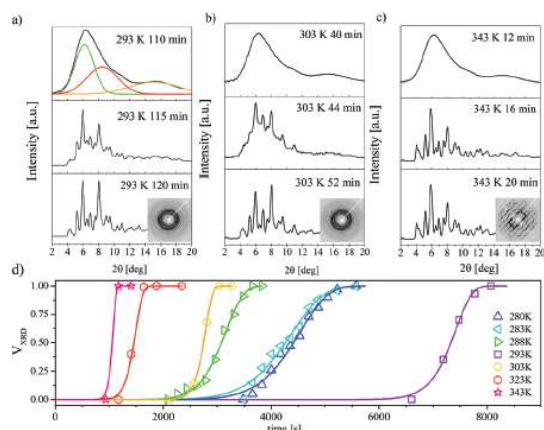 a)
293 K 110 min
293 K 115 min
293 K 120 min
Intensity [a.u.]
2 4 6 8 10 12 14 16 18 20
2θ [deg]
b)
303 K 40 min
303 K 44 min
303 K 52 min
Intensity [a.u.]
2 4 6 8 10 12 14 16 18 20
2θ [deg]
c)
343 K 12 min
343 K 16 min
343 K 20 min
Intensity [a.u.]
2 4 6 8 10 12 14 16 18 20
2θ [deg]
d)
1.00
0.75
0.50
0.25
0.00
V_XRD
280K
283K
288K
293K
303K
323K
343K
0 2000 4000 6000 8000
time [s]